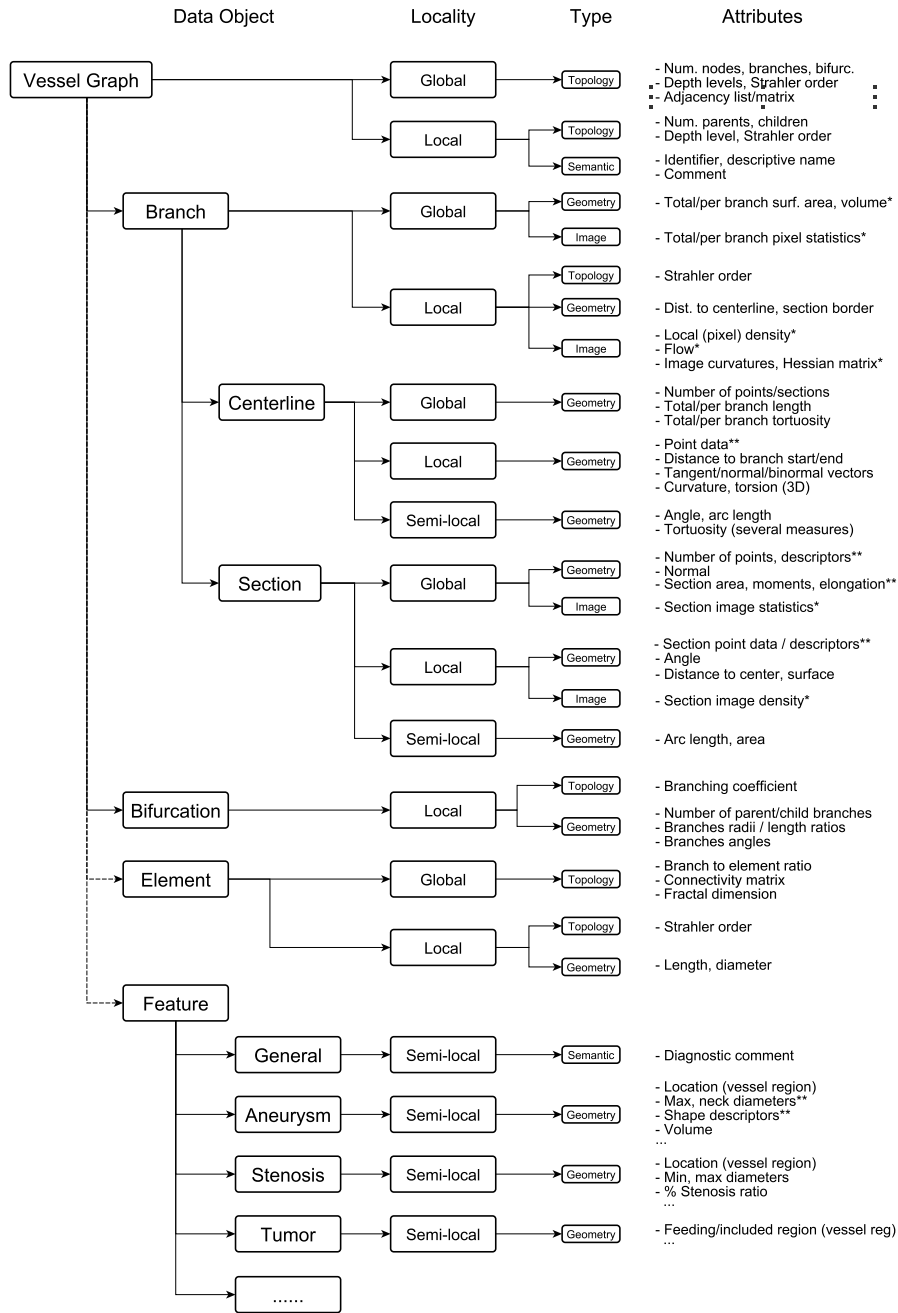 Data Object Locality Type Attributes
Vessel Graph
Global
Topology
- Num. nodes, branches, bifurc.
- Depth levels, Strahler order
- Adjacency list/matrix
Local
Topology
- Num. parents, children
- Depth level, Strahler order
Semantic
- Identifier, descriptive name
- Comment
Branch
Global
Geometry
- Total/per branch surf. area, volume*
Image
- Total/per branch pixel statistics*
Local
Topology
- Strahler order
Geometry
- Dist. to centerline, section border
Image
- Local (pixel) density*
- Flow*
- Image curvatures, Hessian matrix*
Centerline
Global
Geometry
- Number of points/sections
- Total/per branch length
- Total/per branch tortuosity
Local
Geometry
- Point data**
- Distance to branch start/end
- Tangent/normal/binormal vectors
- Curvature, torsion (3D)
Semi-local
Geometry
- Angle, arc length
- Tortuosity (several measures)
Section
Global
Geometry
- Number of points, descriptors**
- Normal
- Section area, moments, elongation**
Image
- Section image statistics*
Local
Geometry
- Section point data / descriptors**
- Angle
- Distance to center, surface
Image
- Section image density*
Semi-local
Geometry
- Arc length, area
Bifurcation
Local
Topology
- Branching coefficient
Geometry
- Number of parent/child branches
- Branches radii / length ratios
- Branches angles
Element
Global
Topology
- Branch to element ratio
- Connectivity matrix
- Fractal dimension
Local
Topology
- Strahler order
Geometry
- Length, diameter
Feature
General
Semi-local
Semantic
- Diagnostic comment
Aneurysm
Semi-local
Geometry
- Location (vessel region)
- Max, neck diameters**
- Shape descriptors**
- Volume
...
Stenosis
Semi-local
Geometry
- Location (vessel region)
- Min, max diameters
- % Stenosis ratio
...
Tumor
Semi-local
Geometry
- Feeding/included region (vessel reg)
...
......